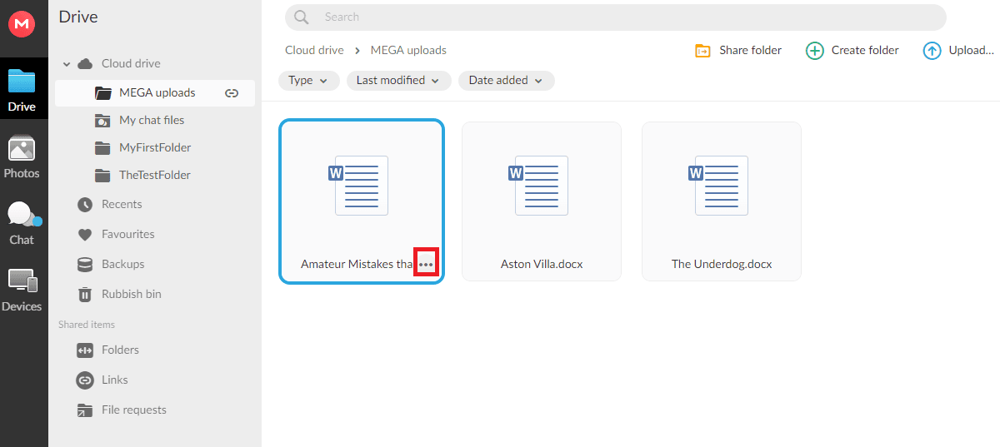 M
Drive
Photos
Chat
Devices
Drive
Cloud drive
MEGA uploads
My chat files
MyFirstFolder
TheTestFolder
Recents
Favourites
Backups
Rubbish bin
Shared items
Folders
Links
File requests
Search
Cloud drive > MEGA uploads
Share folder
Create folder
Upload...
Type
Last modified
Date added
W
W
W
Amateur Mistakes tha
Aston Villa.docx
The Underdog.docx